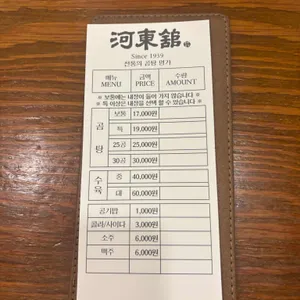 河東館
Since 1939
전통의 곰탕 명가
메뉴 MENU 금액 PRICE 수량 AMOUNT
※ 보통에는 내장이 들어 가지 않습니다 ※
※ 특 이상은 내장을 선택 할 수 있습니다 ※
곰탕
보통 17,000원
특 19,000원
25공 25,000원
30공 30,000원
수육
중 40,000원
대 60,000원
공기밥 1,000원
콜라/사이다 3,000원
소주 6,000원
맥주 6,000원